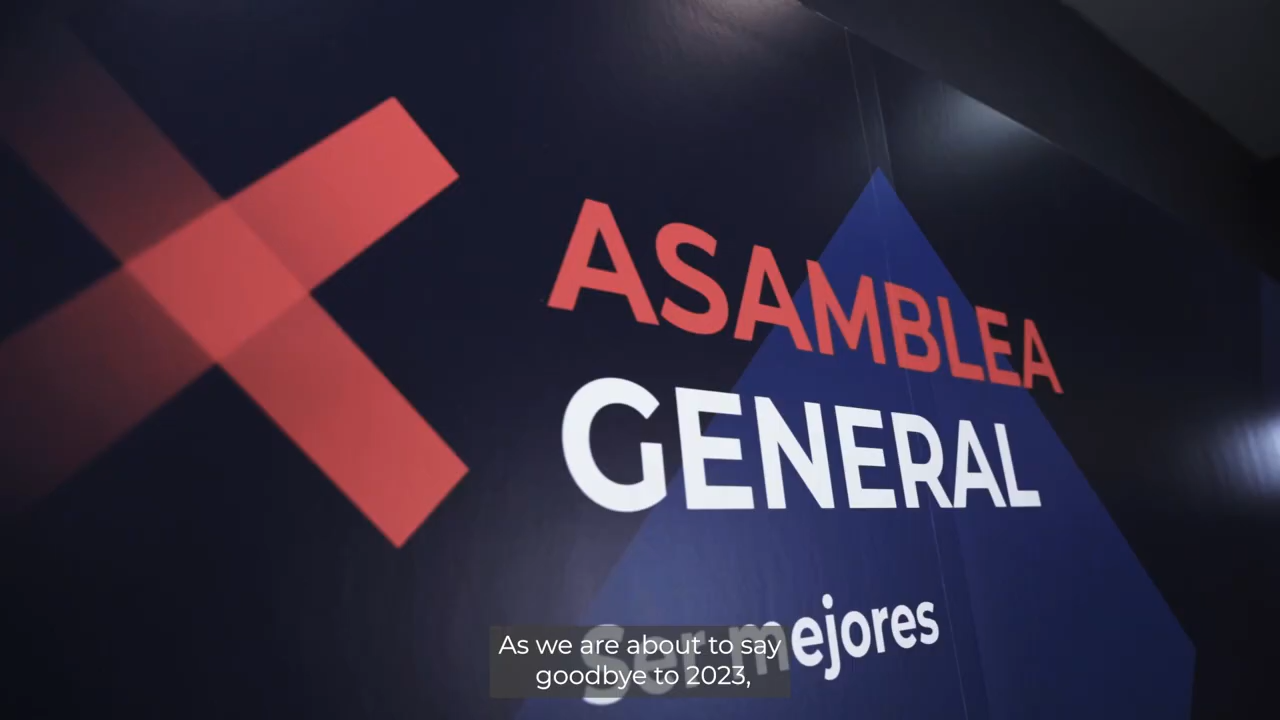 ASAMBLEA
GENERAL
Ser mejores
As we are about to say
goodbye to 2023,